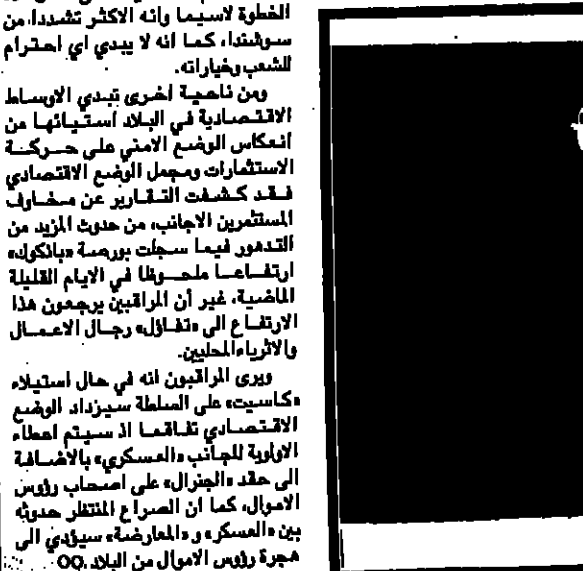 الخطوة لاسيما وانه الاكثر تشددا، من
سوشندا، كما انه لا يبدي اي احترام
للشعب وخياراته.
ومن ناحية اخرى تبدي الاوساط
الاقتصادية في البلاد استيائها من
انعكاس الوضع الامني على حركة
الاستثمارات ومجمل الوضع الاقتصادي
فقد كشفت التقارير عن مخاوف
المستثمرين الاجانب، من حدوث المزيد من
التدهور فيما سجلت بورصة «بانكوك»
ارتفاعا ملحوظا في الايام القليلة
الماضية، غير أن المراقبين يرجعون هذا
الارتفاع الى «تفاؤل» رجال الاعمال
والاثرياء المحليين.
ويرى المراقبون انه في حال استيلاء
«كاسيت» على السلطة سيزداد الوضع
الاقتصادي تفاقما اذ سيتم اعطاء
الاولوية للجانب «العسكري» بالاضافة
الى حقد «الجنرال» على اصحاب رؤوس
الاموال، كما ان الصراع المنتظر حدوثه
بين «العسكر» و«المعارضة» سيؤدي الى
هجرة رؤوس الاموال من البلاد.